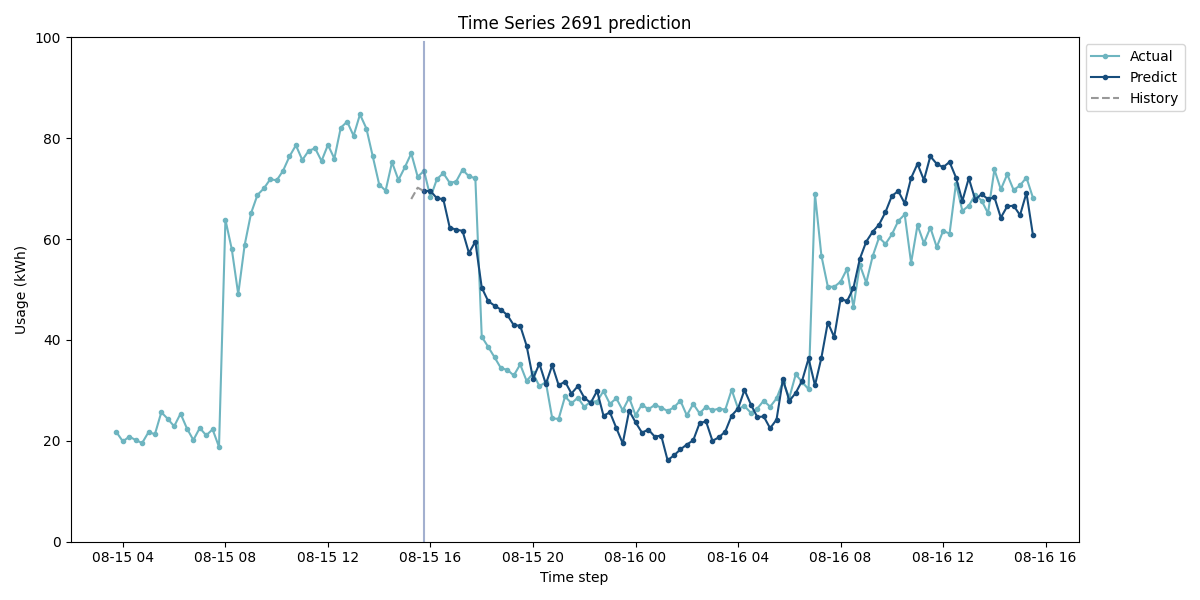 Time Series 2691 prediction
Actual
Predict
History
Usage (kWh)
100
80
60
40
20
0
08-15 04
08-15 08
08-15 12
08-15 16
08-15 20
08-16 00
08-16 04
08-16 08
08-16 12
08-16 16
Time step